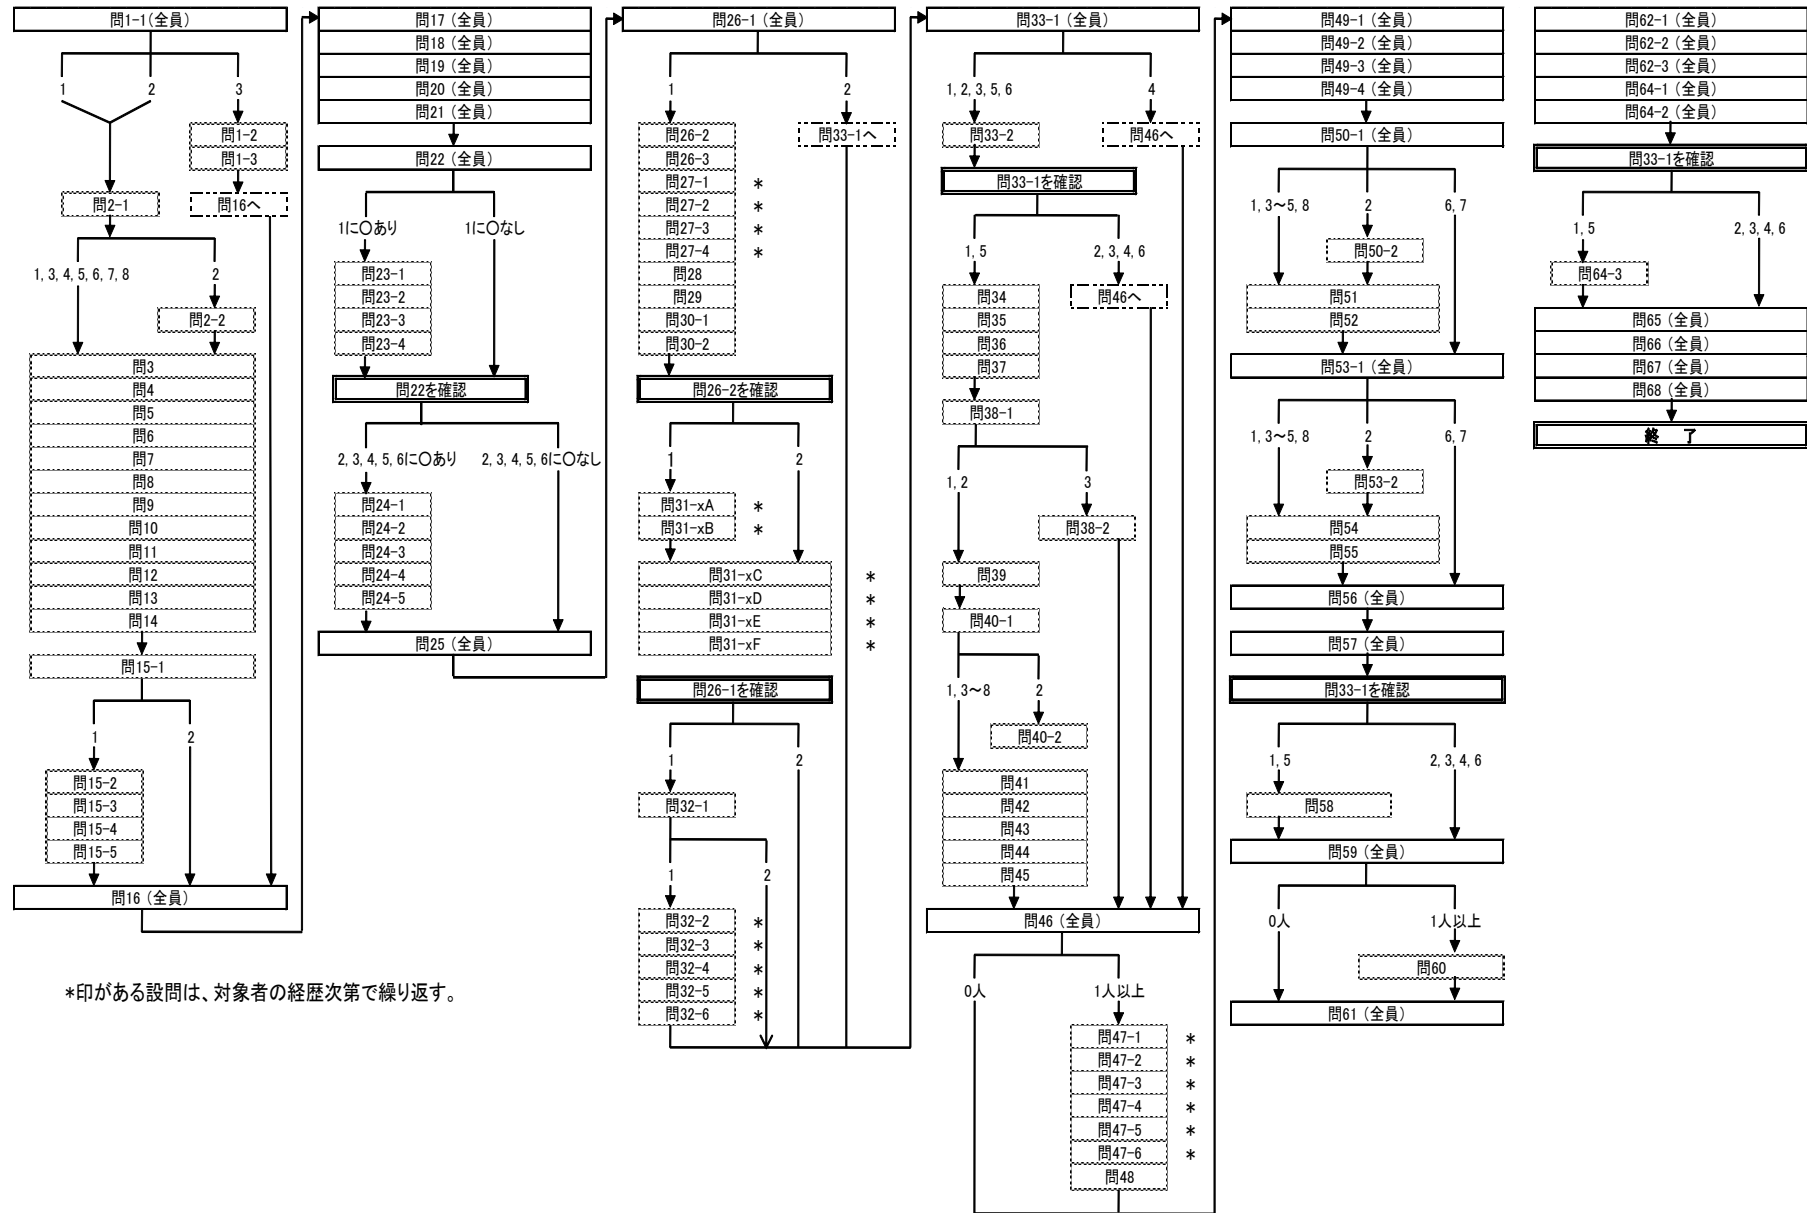 問1-1(全員)
1
2
3
問1-2
問1-3
問16へ
問2-1
1, 3, 4, 5, 6, 7, 8
2
問2-2
問3
問4
問5
問6
問7
問8
問9
問10
問11
問12
問13
問14
問15-1
1
2
問15-2
問15-3
問15-4
問15-5
問16(全員)
*印がある設問は、対象者の経歴次第で繰り返す。
問17(全員)
問18(全員)
問19(全員)
問20(全員)
問21(全員)
問22(全員)
1に○あり
1に○なし
問23-1
問23-2
問23-3
問23-4
問22を確認
2, 3, 4, 5, 6に○あり
2, 3, 4, 5, 6に○なし
問24-1
問24-2
問24-3
問24-4
問24-5
問25(全員)
問26-1(全員)
1
2
問26-2
問33-1へ
問26-3
問27-1 *
問27-2 *
問27-3 *
問27-4 *
問28
問29
問30-1
問30-2
問26-2を確認
1
2
問31-xA *
問31-xB *
問31-xC *
問31-xD *
問31-xE *
問31-xF *
問26-1を確認
1
2
問32-1
1
2
問32-2 *
問32-3 *
問32-4 *
問32-5 *
問32-6 *
問33-1(全員)
1, 2, 3, 5, 6
4
問33-2
問46へ
問33-1を確認
1, 5
2, 3, 4, 6
問34
問46へ
問35
問36
問37
問38-1
1, 2
3
問38-2
問39
問40-1
1, 3～8
2
問40-2
問41
問42
問43
問44
問45
問46(全員)
0人
1人以上
問47-1 *
問47-2 *
問47-3 *
問47-4 *
問47-5 *
問47-6 *
問48
問49-1(全員)
問49-2(全員)
問49-3(全員)
問49-4(全員)
問50-1(全員)
1, 3～5, 8
2
6, 7
問50-2
問51
問52
問53-1(全員)
1, 3～5, 8
2
6, 7
問53-2
問54
問55
問56(全員)
問57(全員)
問33-1を確認
1, 5
2, 3, 4, 6
問58
問59(全員)
0人
1人以上
問60
問61(全員)
問62-1(全員)
問62-2(全員)
問62-3(全員)
問64-1(全員)
問64-2(全員)
問33-1を確認
1, 5
2, 3, 4, 6
問64-3
問65(全員)
問66(全員)
問67(全員)
問68(全員)
終 了